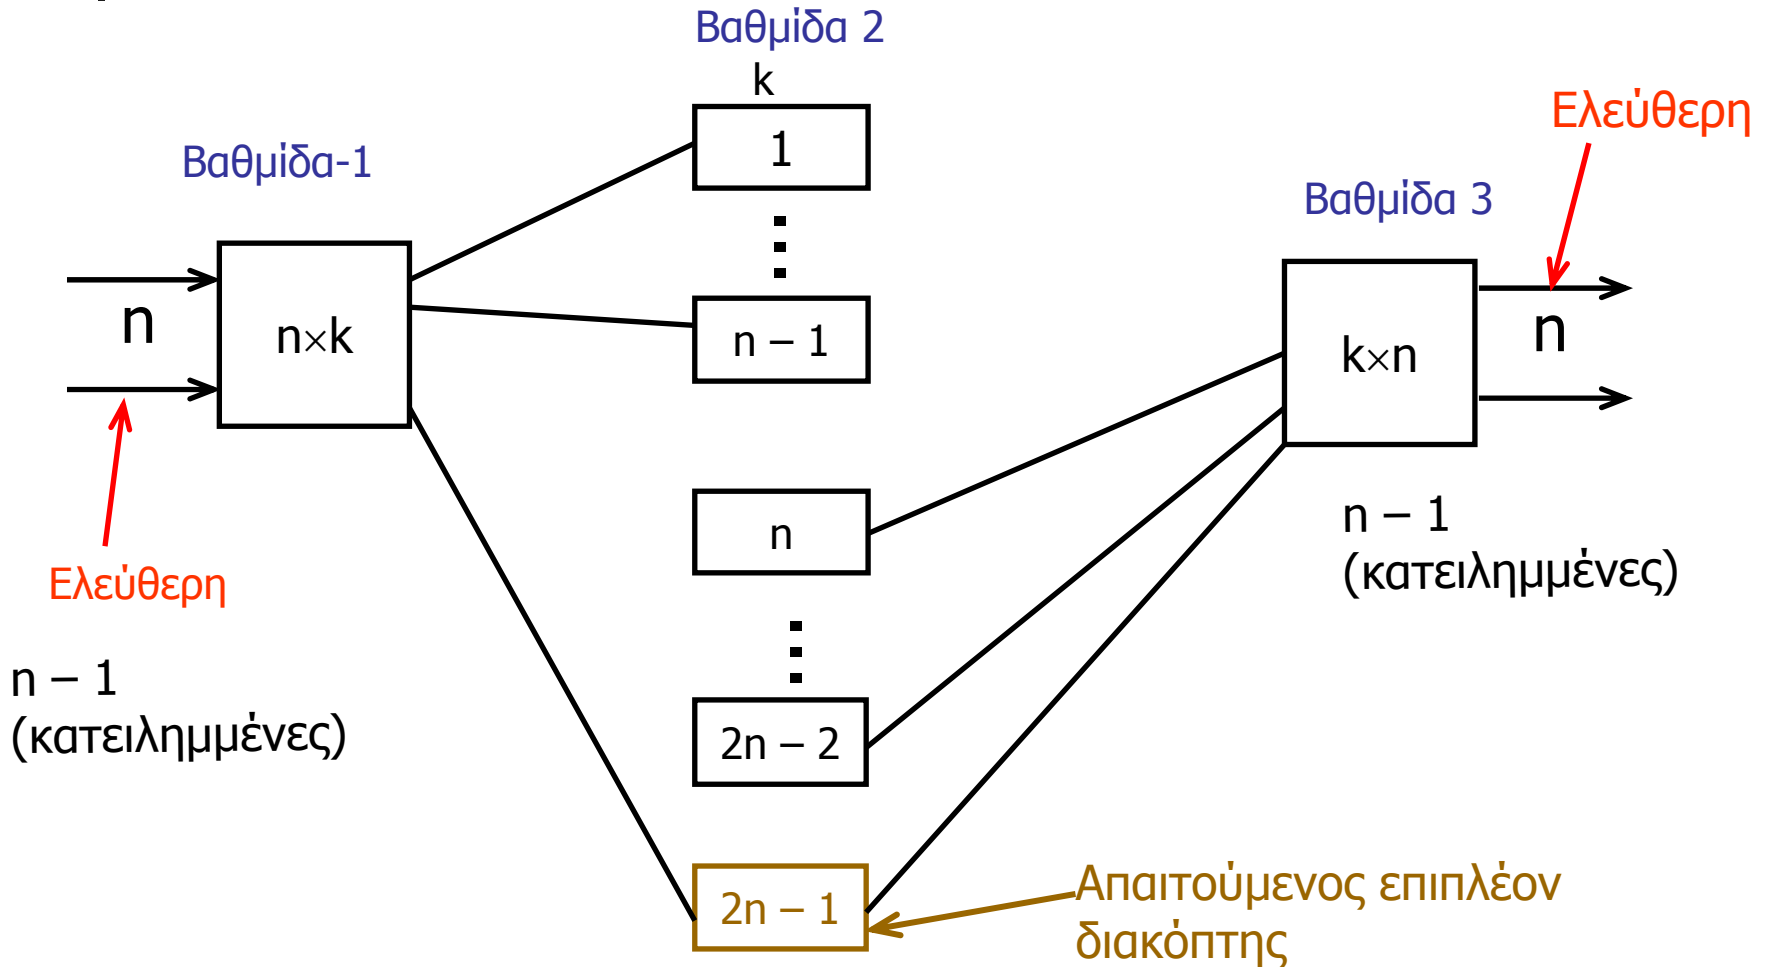 Βαθμίδα 2
k
1
Ελεύθερη
Βαθμίδα-1
Βαθμίδα 3
n
n×k
n – 1
k×n
n
n
n – 1
(κατειλημμένες)
Ελεύθερη
n – 1
(κατειλημμένες)
2n – 2
2n – 1
Απαιτούμενος επιπλέον
διακόπτης